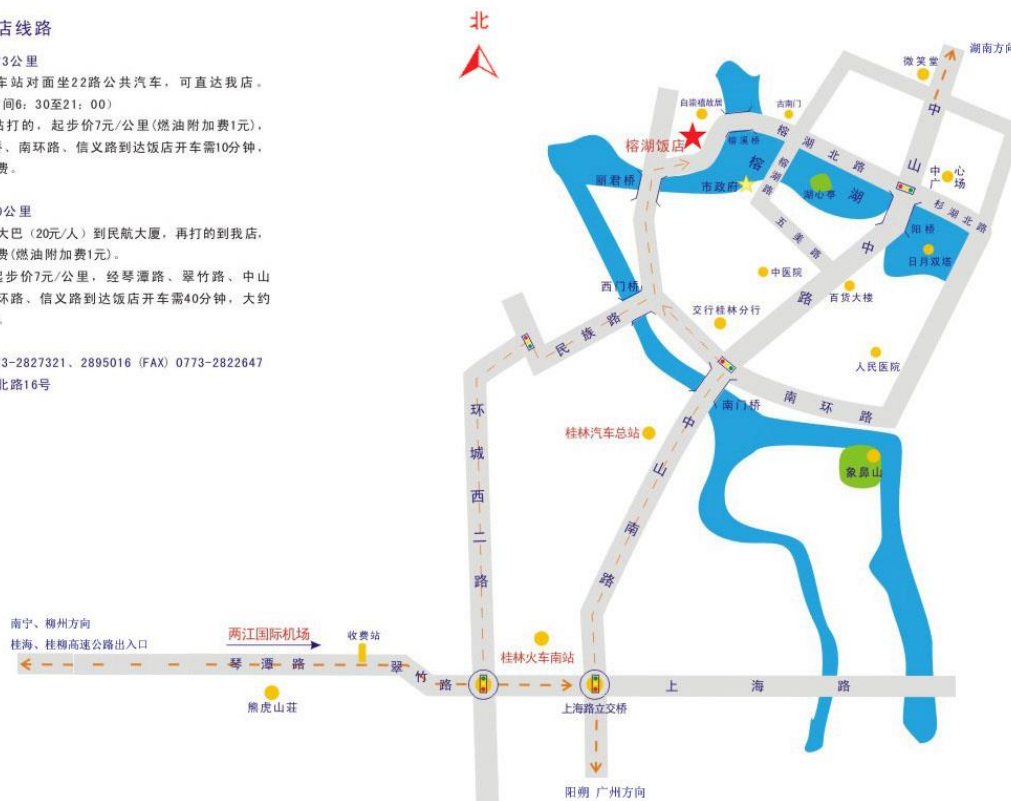 店线路
3公里
车站对面坐22路公共汽车，可直达我店。
间6：30至21：00）
打的，起步价7元/公里(燃油附加费1元)，
、南环路、信义路到达饭店开车需10分钟，
费。
公里
大巴（20元/人）到民航大厦，再打的到我店，
费(燃油附加费1元)。
起步价7元/公里，经琴潭路、翠竹路、中山
环路、信义路到达饭店开车需40分钟，大约
73-2827321、2895016 (FAX) 0773-2822647
北路16号
北
湖南方向
微笑堂
白崇禧故居
古南门
榕湖饭店
榕溪桥
榕湖北路
丽君桥
市政府
榕湖路
榕湖
湖心亭
中山中路
中心广场
杉湖北路
阳桥
日月双塔
五美路
中医院
百货大楼
西门桥
交行桂林分行
民族路
人民医院
南门桥
南环路
桂林汽车总站
象鼻山
环城西二路
中山南路
南宁、柳州方向
桂海、桂柳高速公路出入口
两江国际机场
收费站
桂林火车南站
琴潭路
翠竹路
上海路
熊虎山庄
上海路立交桥
阳朔 广州方向